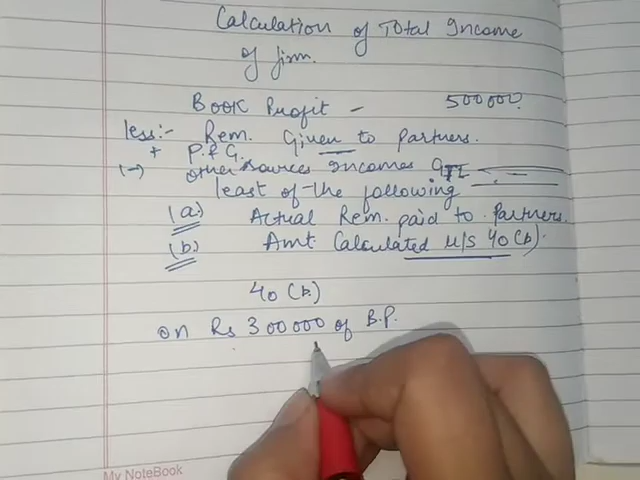 Calculation of Total Income
of firm.
Book Profit - 500000
less:- Rem. Given to partners.
+ P.F.G.
(-) other sources Incomes GTI
least of the following
(a) Actual Rem. paid to Partners.
(b) Amt. Calculated u/s 40(b).
40 (b.)
on Rs 300000 of B.P.
My NoteBook